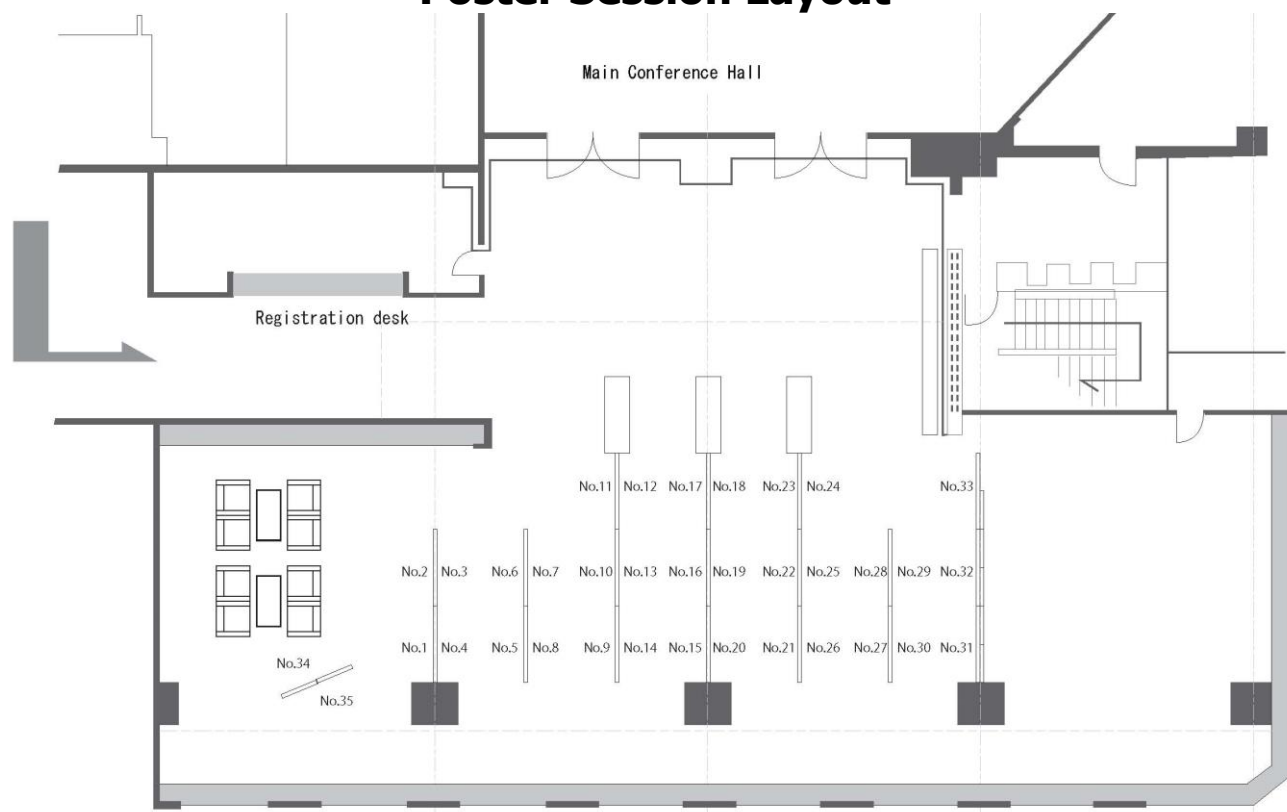 Poster Session Layout
Main Conference Hall
Registration desk
No.11 No.12 No.17 No.18 No.23 No.24 No.33
No.2 No.3 No.6 No.7 No.10 No.13 No.16 No.19 No.22 No.25 No.28 No.29 No.32
No.1 No.4 No.5 No.8 No.9 No.14 No.15 No.20 No.21 No.26 No.27 No.30 No.31
No.34
No.35